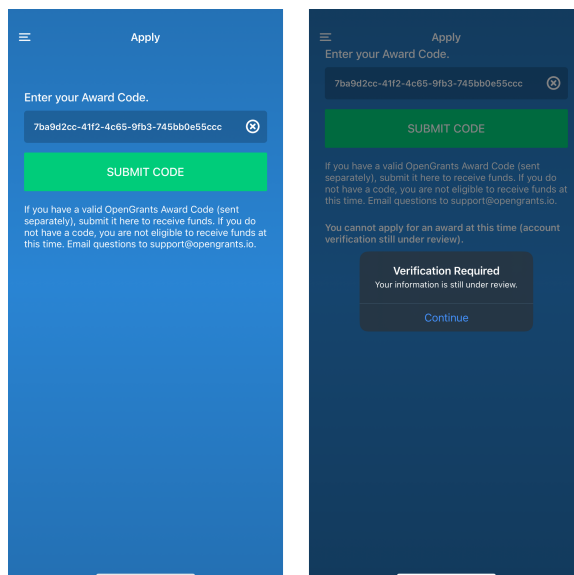 Apply
Enter your Award Code.
7ba9d2cc-41f2-4c65-9fb3-745bb0e55ccc
SUBMIT CODE
If you have a valid OpenGrants Award Code (sent
separately), submit it here to receive funds. If you do
not have a code, you are not eligible to receive funds at
this time. Email questions to support@opengrants.io.
Apply
Enter your Award Code.
7ba9d2cc-41f2-4c65-9fb3-745bb0e55ccc
SUBMIT CODE
If you have a valid OpenGrants Award Code (sent
separately), submit it here to receive funds. If you do
not have a code, you are not eligible to receive funds at
this time. Email questions to support@opengrants.io.
You cannot apply for an award at this time (account
verification still under review).
Verification Required
Your information is still under review.
Continue